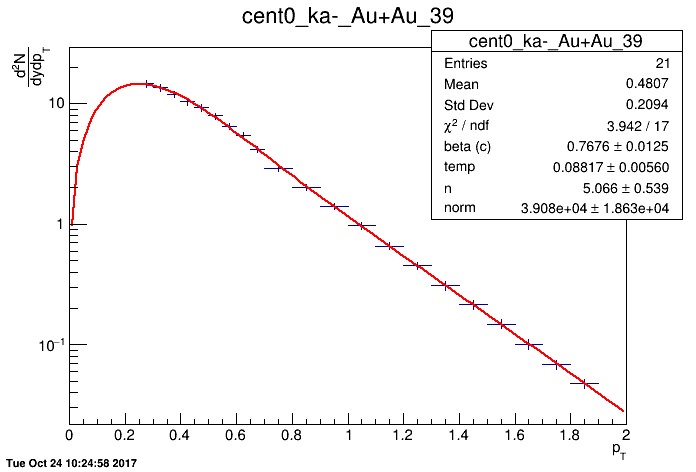 cent0_ka-_Au+Au_39
cent0_ka-_Au+Au_39
Entries 21
Mean 0.4807
Std Dev 0.2094
χ² / ndf 3.942 / 17
beta (c) 0.7676 ± 0.0125
temp 0.08817 ± 0.00560
n 5.066 ± 0.539
norm 3.908e+04 ± 1.863e+04
d²N
dydp_T
10
1
10⁻¹
0 0.2 0.4 0.6 0.8 1 1.2 1.4 1.6 1.8 2
p_T
Tue Oct 24 10:24:58 2017